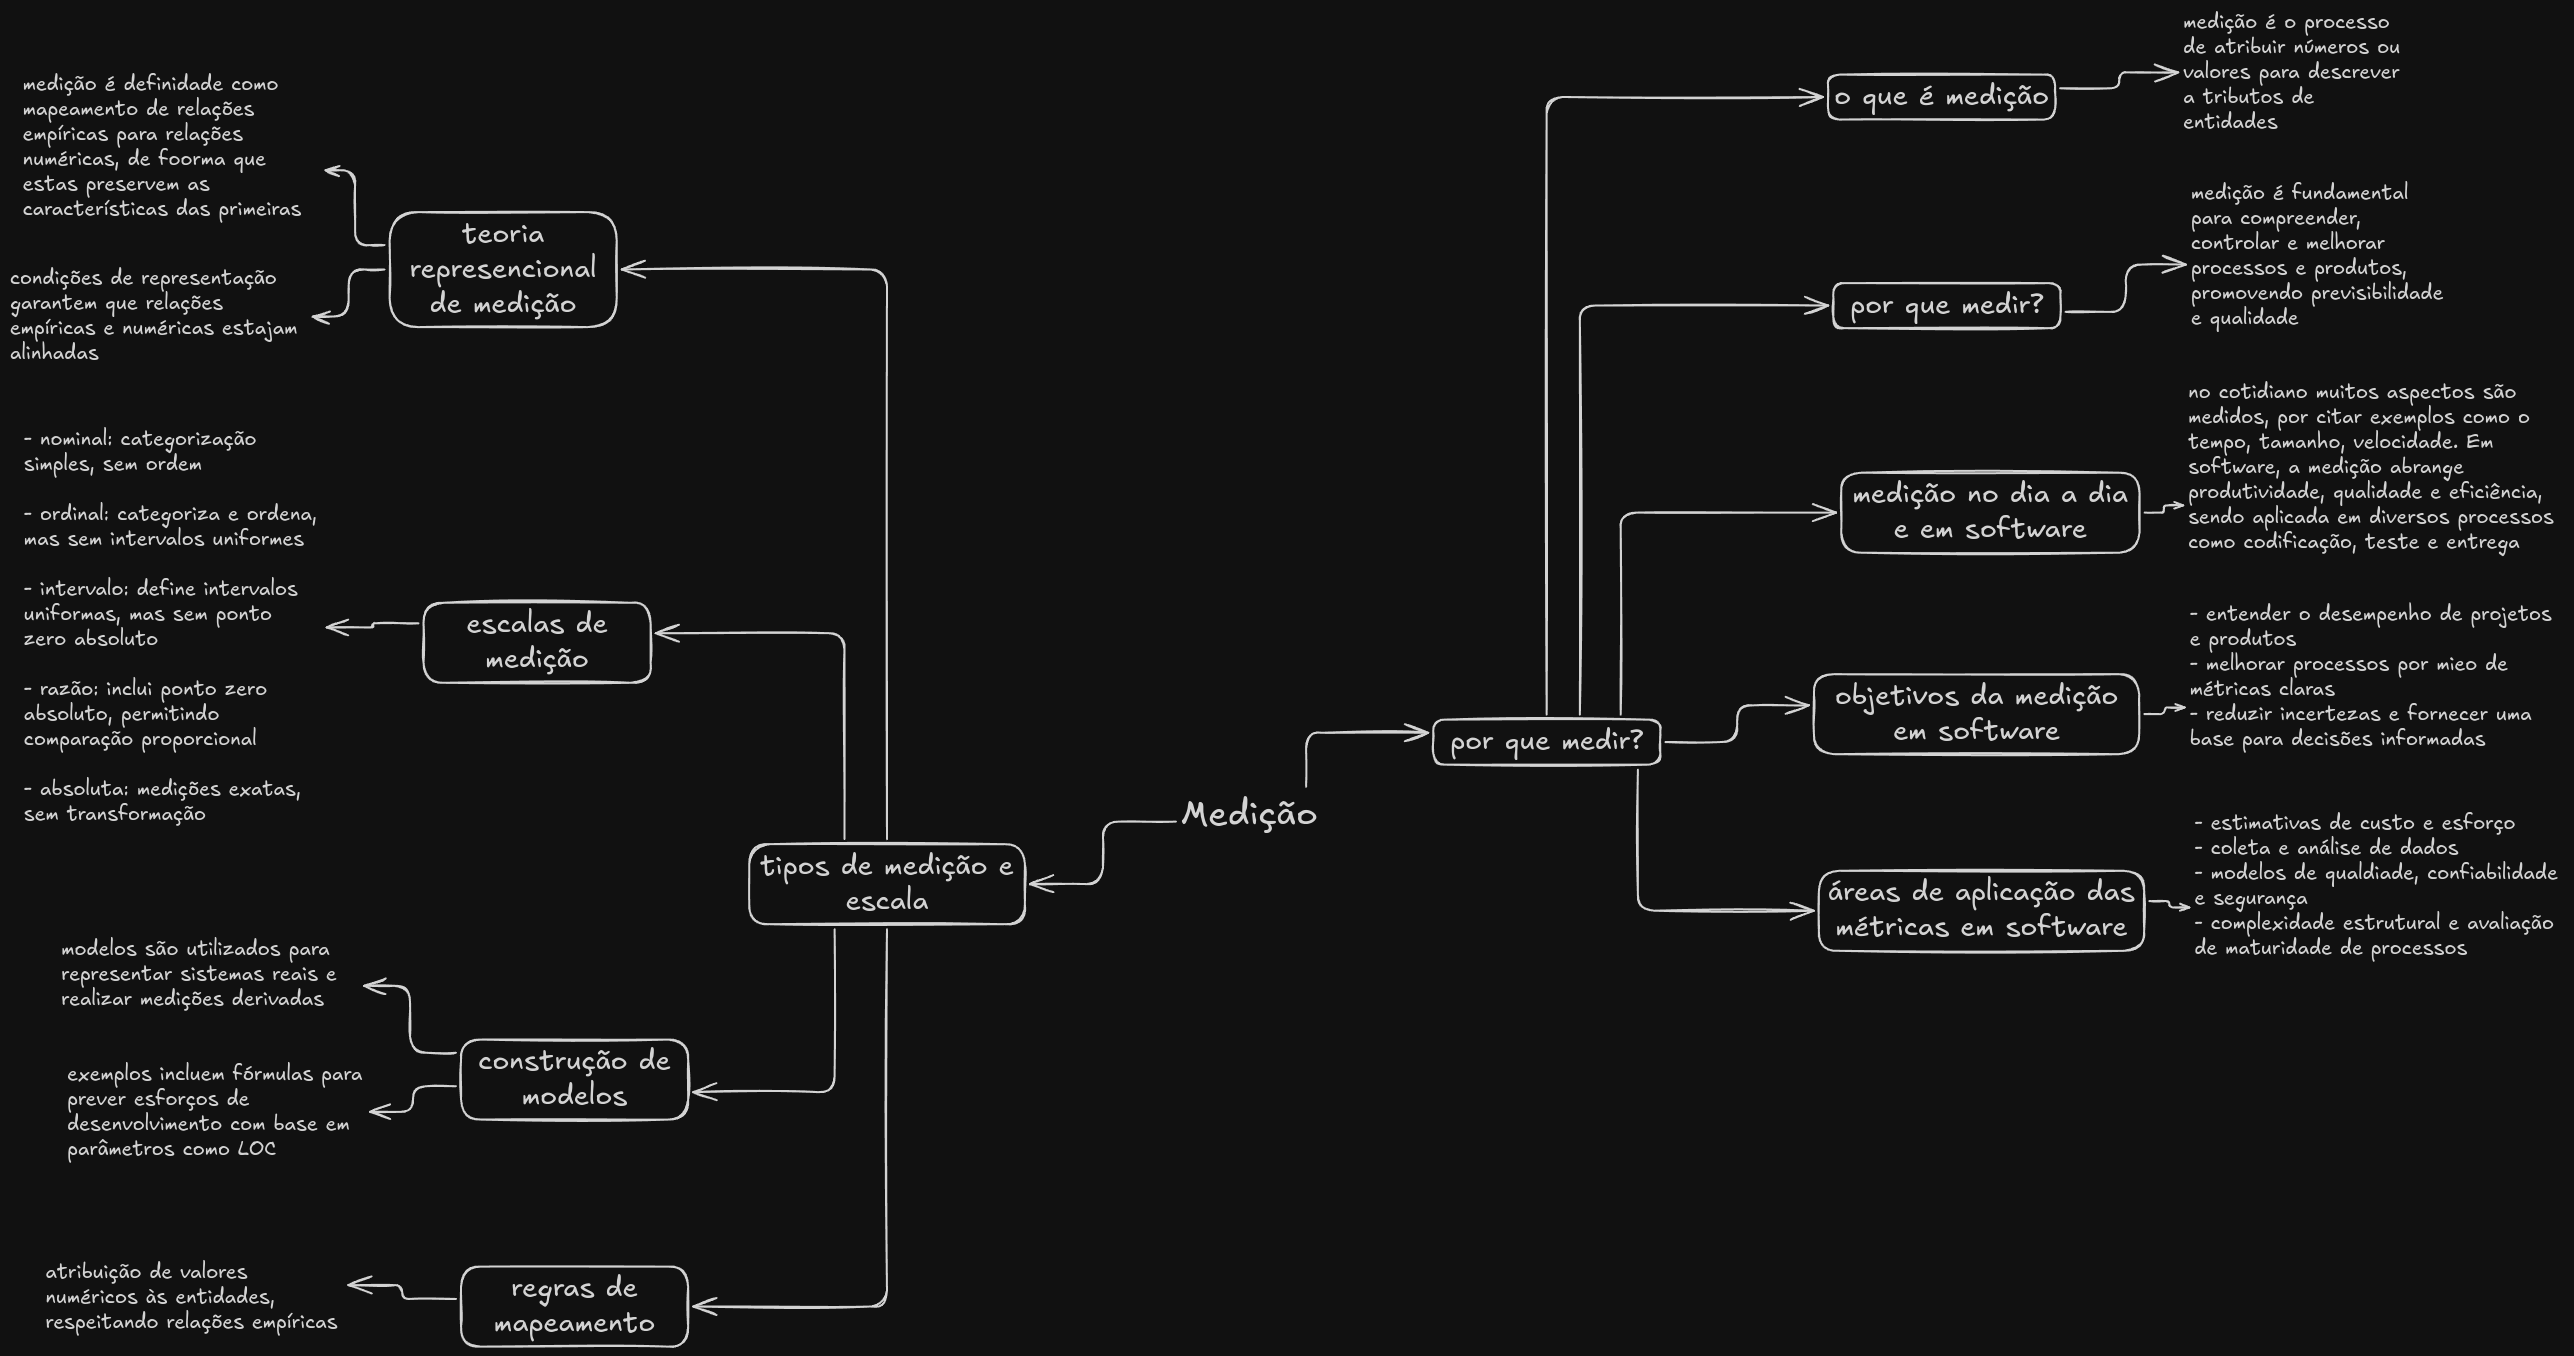 Medição
por que medir?
o que é medição
medição é o processo
de atribuir números ou
valores para descrever
a tributos de
entidades
por que medir?
medição é fundamental
para compreender,
controlar e melhorar
processos e produtos,
promovendo previsibilidade
e qualidade
medição no dia a dia
e em software
no cotidiano muitos aspectos são
medidos, por citar exemplos como o
tempo, tamanho, velocidade. Em
software, a medição abrange
produtividade, qualidade e eficiência,
sendo aplicada em diversos processos
como codificação, teste e entrega
objetivos da medição
em software
- entender o desempenho de projetos
e produtos
- melhorar processos por mieo de
métricas claras
- reduzir incertezas e fornecer uma
base para decisões informadas
áreas de aplicação das
métricas em software
- estimativas de custo e esforço
- coleta e análise de dados
- modelos de qualdiade, confiabilidade
e segurança
- complexidade estrutural e avaliação
de maturidade de processos
tipos de medição e
escala
teoria
represencional
de medição
medição é definidade como
mapeamento de relações
empíricas para relações
numéricas, de foorma que
estas preservem as
características das primeiras
condições de representação
garantem que relações
empíricas e numéricas estajam
alinhadas
escalas de
medição
- nominal: categorização
simples, sem ordem
- ordinal: categoriza e ordena,
mas sem intervalos uniformes
- intervalo: define intervalos
uniformas, mas sem ponto
zero absoluto
- razão: inclui ponto zero
absoluto, permitindo
comparação proporcional
- absoluta: medições exatas,
sem transformação
construção de
modelos
modelos são utilizados para
representar sistemas reais e
realizar medições derivadas
exemplos incluem fórmulas para
prever esforços de
desenvolvimento com base em
parâmetros como LOC
regras de
mapeamento
atribuição de valores
numéricos às entidades,
respeitando relações empíricas